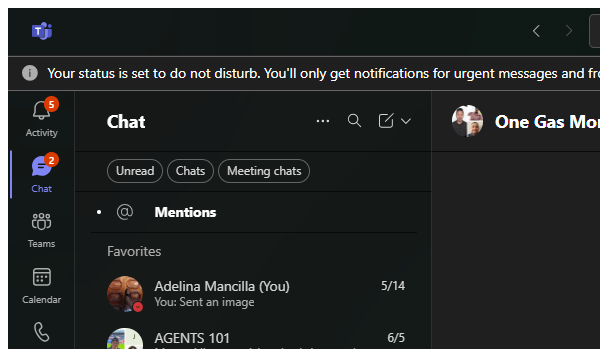 Your status is set to do not disturb. You'll only get notifications for urgent messages and
5
Activity
Chat
One Gas
2
Chat
Unread
Chats
Meeting chats
@ Mentions
Teams
Favorites
Adelina Mancilla (You)
5/14
You: Sent an image
Calendar
AGENTS 101
6/5